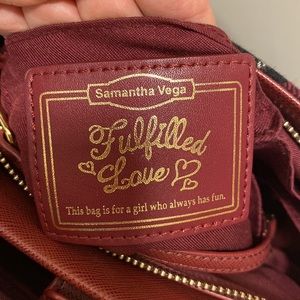 Samantha Vega
Fulfilled
Love
This bag is for a girl who always has fun.